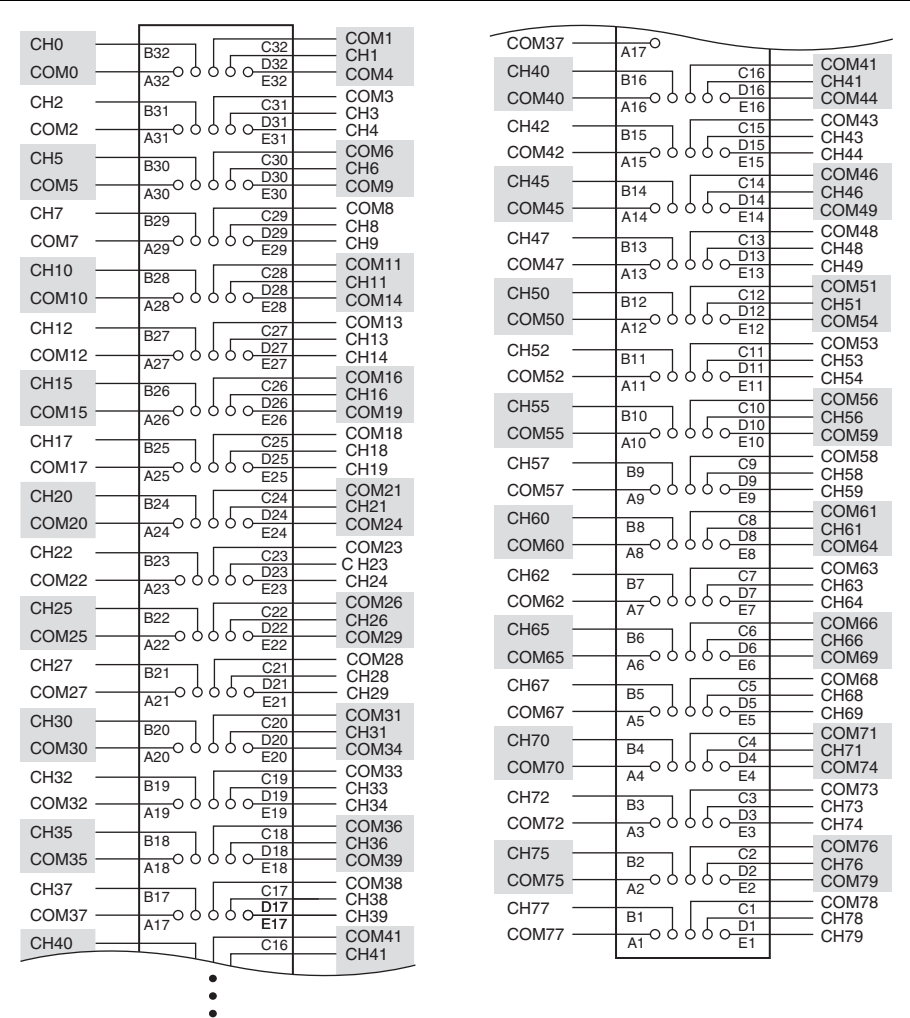 CH0 B32 C32 COM1
CH1
COM0 A32 D32 E32 COM4
CH2 B31 C31 COM3
CH3
COM2 A31 D31 E31 CH4
CH5 B30 C30 COM6
CH6
COM5 A30 D30 E30 COM9
CH7 B29 C29 COM8
CH8
COM7 A29 D29 E29 CH9
CH10 B28 C28 COM11
CH11
COM10 A28 D28 E28 COM14
CH12 B27 C27 COM13
CH13
COM12 A27 D27 E27 CH14
CH15 B26 C26 COM16
CH16
COM15 A26 D26 E26 COM19
CH17 B25 C25 COM18
CH18
COM17 A25 D25 E25 CH19
CH20 B24 C24 COM21
CH21
COM20 A24 D24 E24 COM24
CH22 B23 C23 COM23
C H23
COM22 A23 D23 E23 CH24
CH25 B22 C22 COM26
CH26
COM25 A22 D22 E22 COM29
CH27 B21 C21 COM28
CH28
COM27 A21 D21 E21 CH29
CH30 B20 C20 COM31
CH31
COM30 A20 D20 E20 COM34
CH32 B19 C19 COM33
CH33
COM32 A19 D19 E19 CH34
CH35 B18 C18 COM36
CH36
COM35 A18 D18 E18 COM39
CH37 B17 C17 COM38
CH38
COM37 A17 D17 E17 CH39
CH40 C16 COM41
CH41
COM37 A17
CH40 B16 C16 COM41
CH41
COM40 A16 D16 E16 COM44
CH42 B15 C15 COM43
CH43
COM42 A15 D15 E15 CH44
CH45 B14 C14 COM46
CH46
COM45 A14 D14 E14 COM49
CH47 B13 C13 COM48
CH48
COM47 A13 D13 E13 CH49
CH50 B12 C12 COM51
CH51
COM50 A12 D12 E12 COM54
CH52 B11 C11 COM53
CH53
COM52 A11 D11 E11 CH54
CH55 B10 C10 COM56
CH56
COM55 A10 D10 E10 COM59
CH57 B9 C9 COM58
CH58
COM57 A9 D9 E9 CH59
CH60 B8 C8 COM61
CH61
COM60 A8 D8 E8 COM64
CH62 B7 C7 COM63
CH63
COM62 A7 D7 E7 CH64
CH65 B6 C6 COM66
CH66
COM65 A6 D6 E6 COM69
CH67 B5 C5 COM68
CH68
COM67 A5 D5 E5 CH69
CH70 B4 C4 COM71
CH71
COM70 A4 D4 E4 COM74
CH72 B3 C3 COM73
CH73
COM72 A3 D3 E3 CH74
CH75 B2 C2 COM76
CH76
COM75 A2 D2 E2 COM79
CH77 B1 C1 COM78
CH78
COM77 A1 D1 E1 CH79